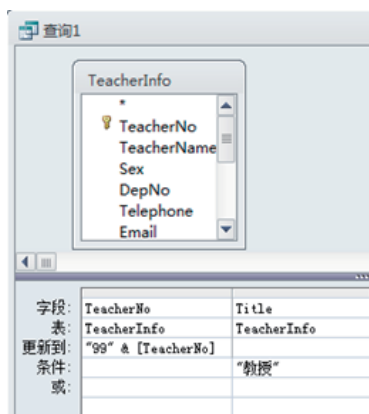 查询1
TeacherInfo
*
TeacherNo
TeacherName
Sex
DepNo
Telephone
Email
字段: TeacherNo Title
表: TeacherInfo TeacherInfo
更新到: "99" & [TeacherNo]
条件: "教授"
或: